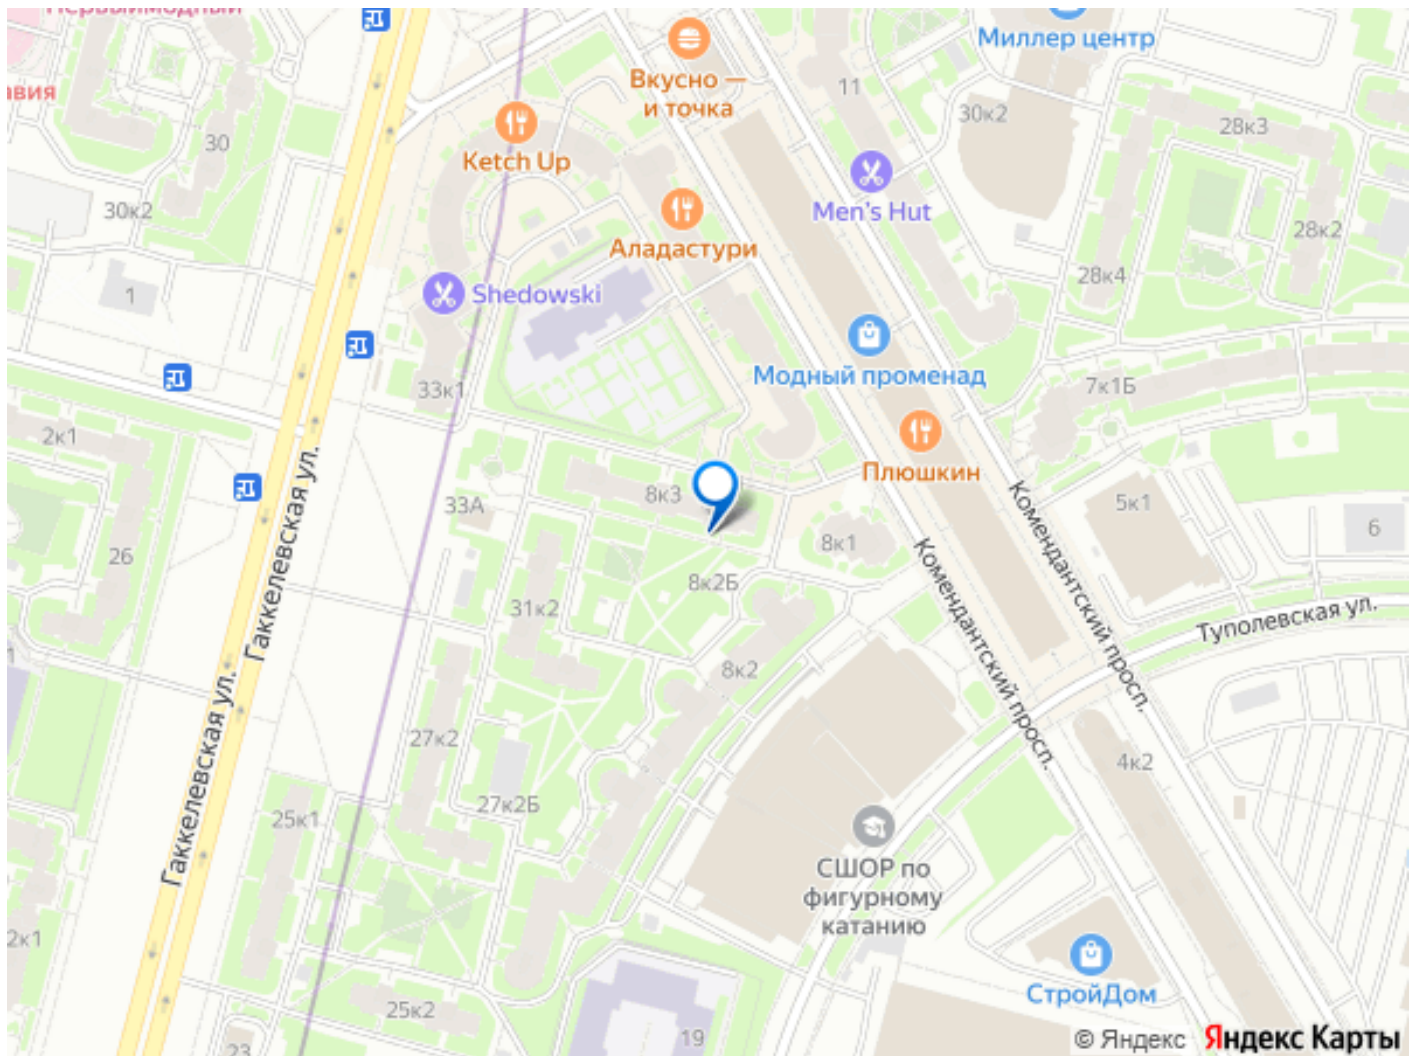 Первыймодный
авия
Вкусно —
и точка
Миллер центр
11
30к2
28к3
30
Ketch Up
30к2
Men's Hut
28к2
Аладастури
28к4
1
Shedowski
Модный променад
7к1Б
33к1
2к1
Плюшкин
5к1
8к3
33А
8к1
6
26
Гаккелевская ул.
Комендантский просп.
Комендантский просп.
8к2Б
31к2
Туполевская ул.
1
8к2
Гаккелевская ул.
27к2
4к2
27к2Б
25к1
СШОР по
фигурному
катанию
2к1
СтройДом
25к2
19
23
© Яндекс Яндекс Карты